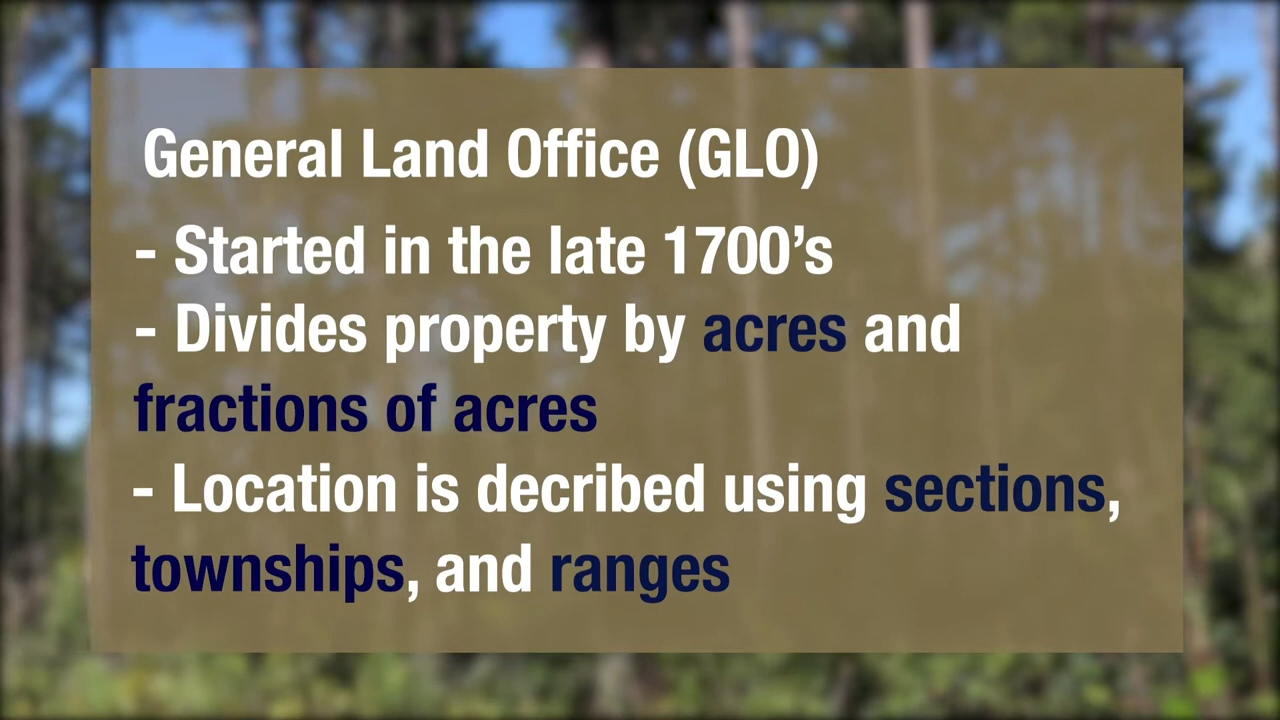 General Land Office (GLO)
- Started in the late 1700’s
- Divides property by acres and
fractions of acres
- Location is decribed using sections,
townships, and ranges